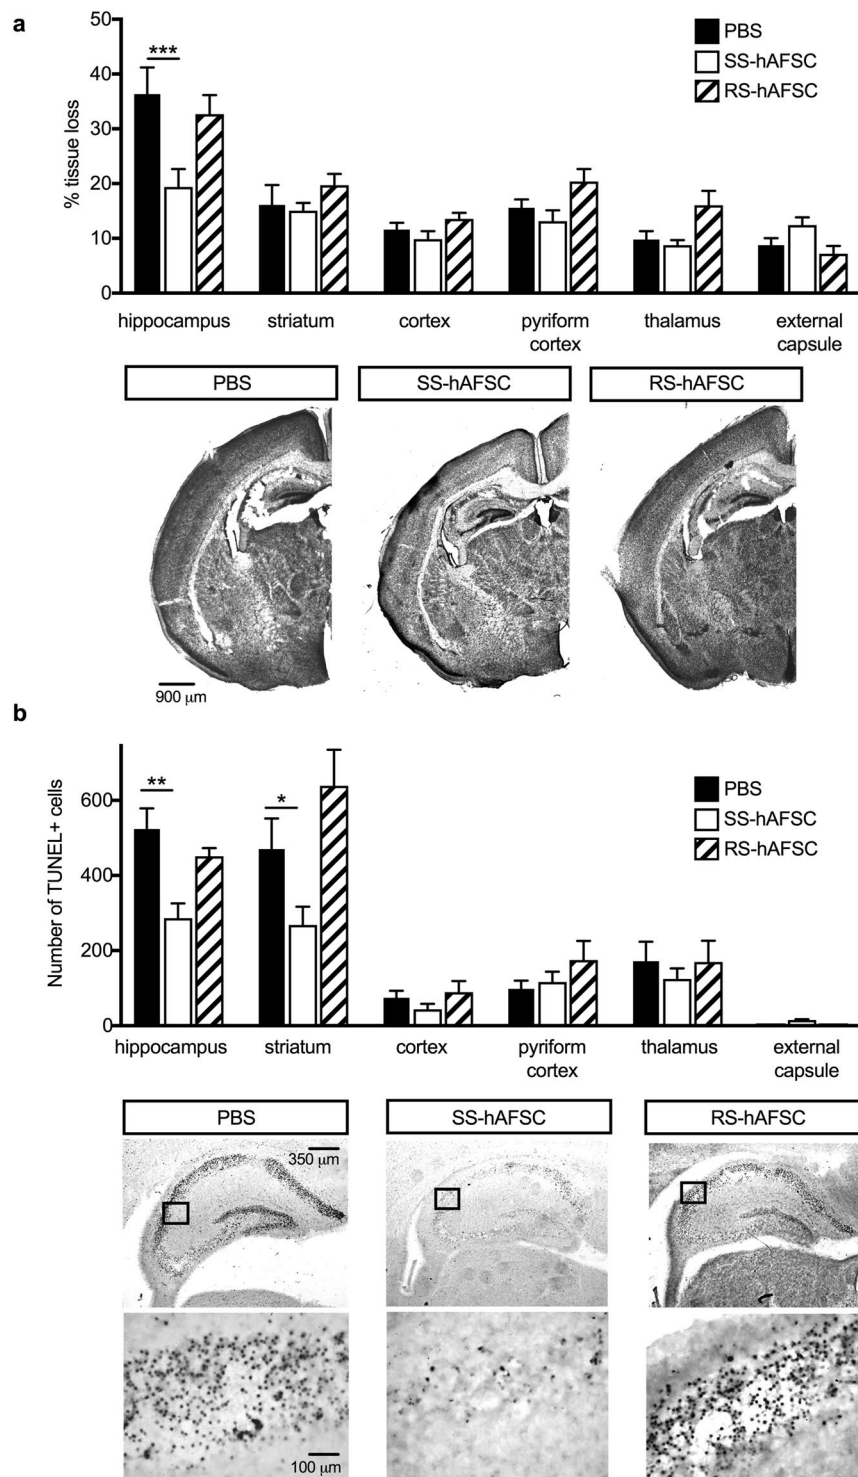 a
50
40
30
20
10
0
% tissue loss
***
PBS
SS-hAFSC
RS-hAFSC
hippocampus striatum cortex pyriform cortex thalamus external capsule
PBS SS-hAFSC RS-hAFSC
900 µm
b
600
400
200
0
Number of TUNEL+ cells
**
*
PBS
SS-hAFSC
RS-hAFSC
hippocampus striatum cortex pyriform cortex thalamus external capsule
PBS SS-hAFSC RS-hAFSC
350 µm
100 µm